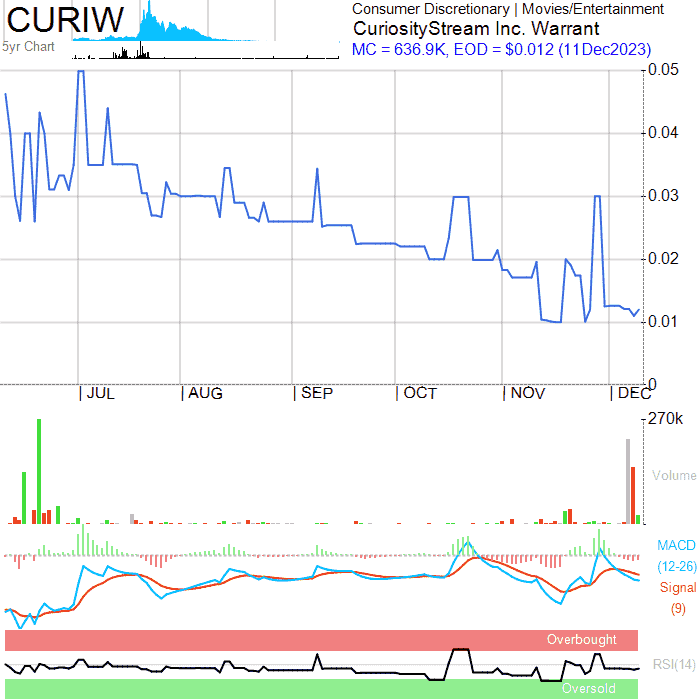 CURIW
5yr Chart
Consumer Discretionary | Movies/Entertainment
CuriosityStream Inc. Warrant
MC = 636.9K, EOD = $0.012 (11Dec2023)
0.05
0.04
0.03
0.02
0.01
0
| JUL | AUG | SEP | OCT | NOV | DEC
270k
Volume
MACD
(12-26)
Signal
(9)
Overbought
RSI(14)
Oversold